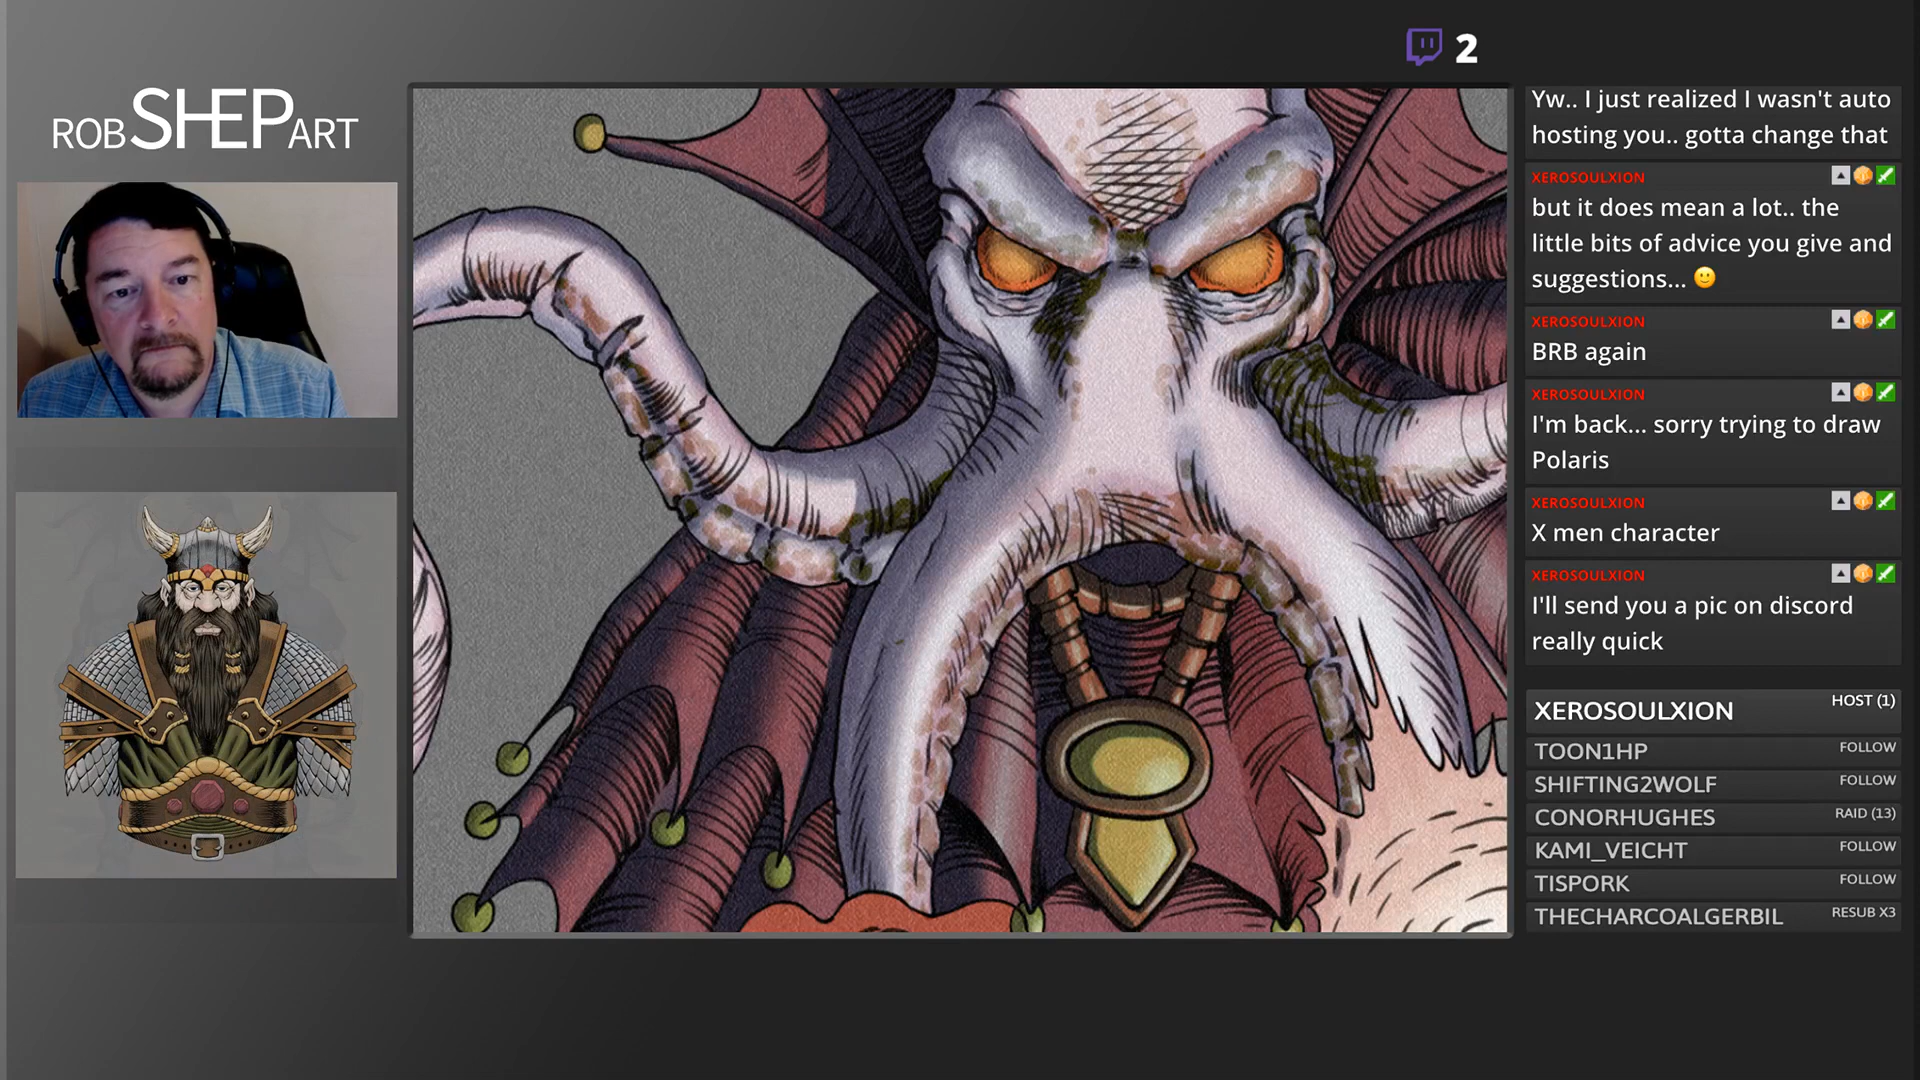 2
ROB SHEP ART
Yw.. I just realized I wasn't auto
hosting you.. gotta change that
XEROSOULXION
but it does mean a lot.. the
little bits of advice you give and
suggestions... 🙂
XEROSOULXION
BRB again
XEROSOULXION
I'm back... sorry trying to draw
Polaris
XEROSOULXION
X men character
XEROSOULXION
I'll send you a pic on discord
really quick
XEROSOULXION HOST (1)
TOON1HP FOLLOW
SHIFTING2WOLF FOLLOW
CONORHUGHES RAID (13)
KAMI_VEICHT FOLLOW
TISPORK FOLLOW
THECHARCOALGERBIL RESUB X3